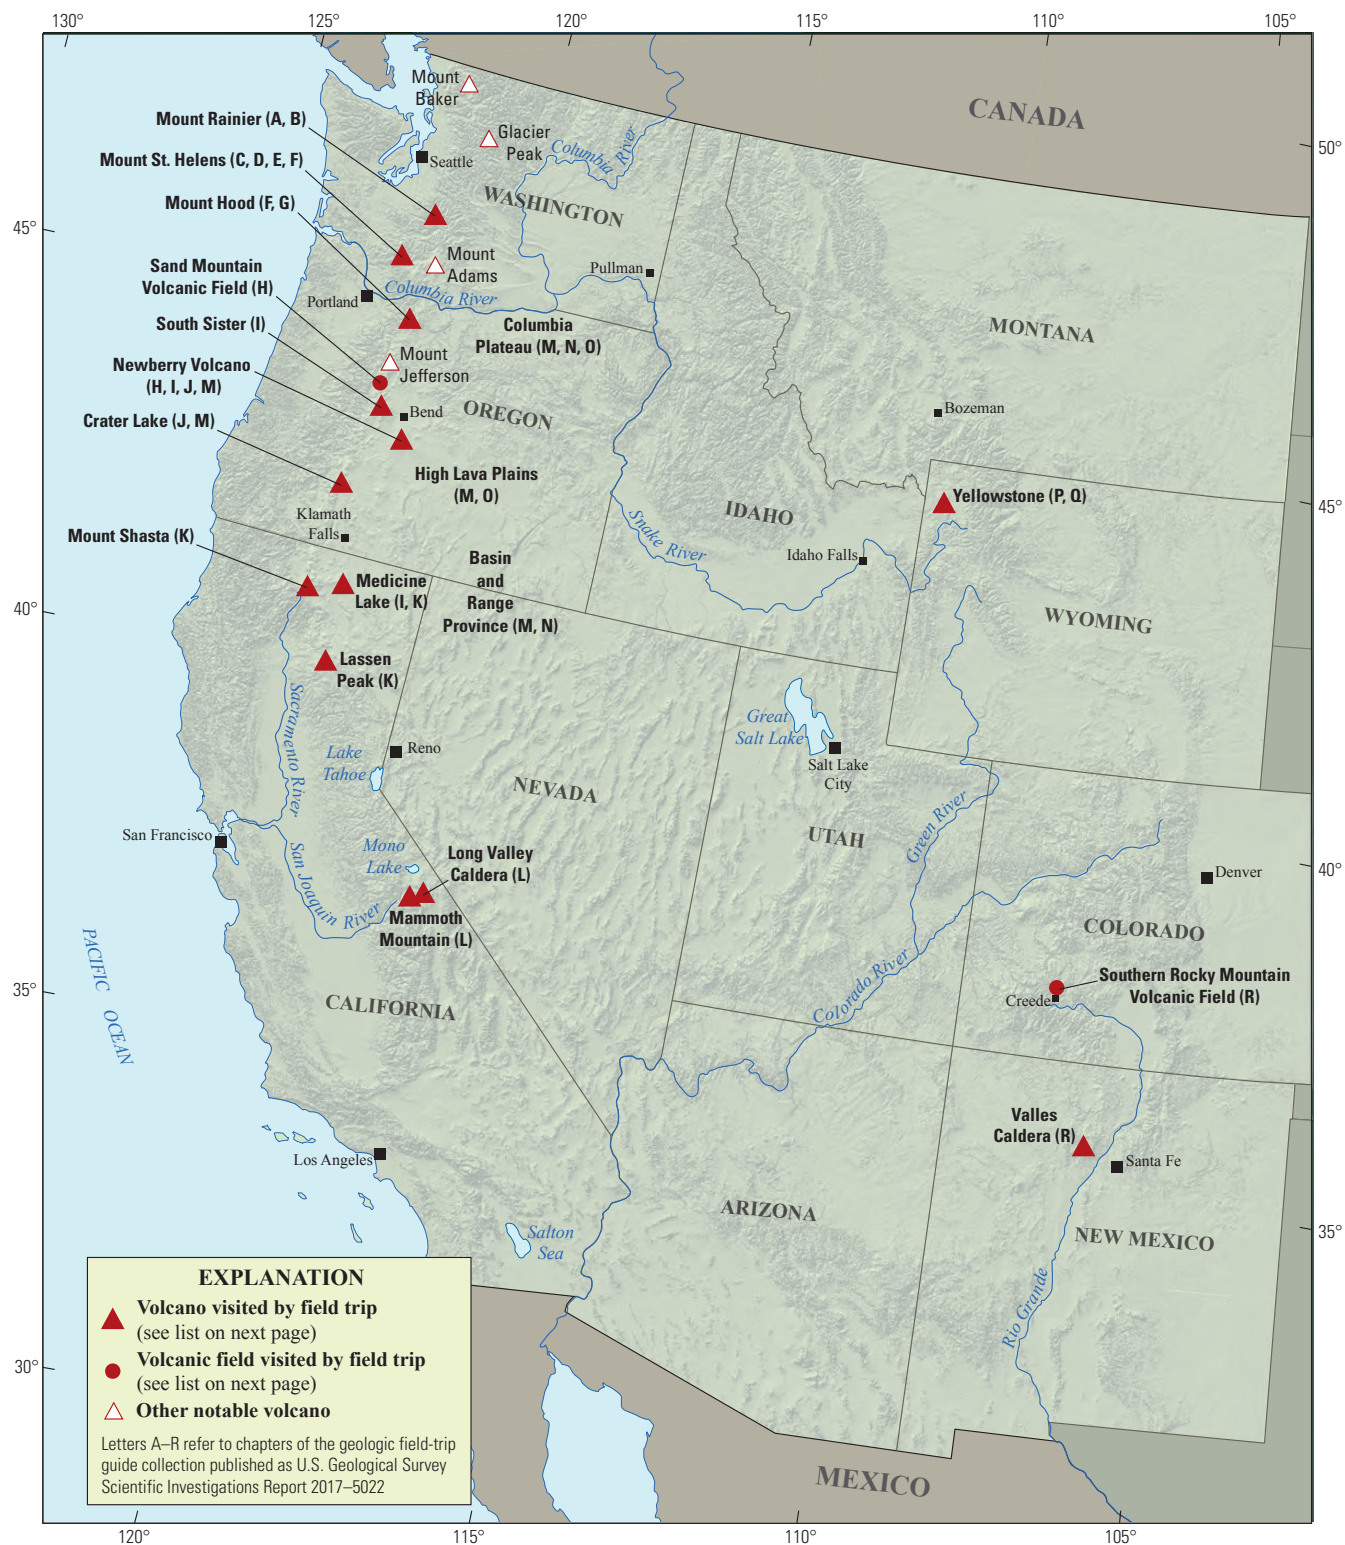 130°
125°
120°
115°
110°
105°
CANADA
Mount
Baker
Mount Rainier (A, B)
Glacier
Peak
Columbia River
50°
Mount St. Helens (C, D, E, F)
Seattle
WASHINGTON
Mount Hood (F, G)
45°
Mount
Adams
Pullman
Sand Mountain
Volcanic Field (H)
Columbia River
Portland
South Sister (I)
Columbia
Plateau (M, N, O)
MONTANA
Mount
Jefferson
Newberry Volcano
(H, I, J, M)
Bend
OREGON
Bozeman
Crater Lake (J, M)
High Lava Plains
(M, O)
Yellowstone (P, Q)
45°
Klamath
Falls
IDAHO
Snake River
Mount Shasta (K)
Idaho Falls
Basin
and
Range
Province (M, N)
Medicine
Lake (I, K)
40°
WYOMING
Lassen
Peak (K)
Sacramento River
Great
Salt Lake
Reno
Lake
Tahoe
Salt Lake
City
NEVADA
Green River
UTAH
San Francisco
Mono
Lake
Long Valley
Caldera (L)
San Joaquin River
40°
Denver
Mammoth
Mountain (L)
COLORADO
PACIFIC OCEAN
Colorado River
Southern Rocky Mountain
Volcanic Field (R)
35°
Creede
CALIFORNIA
Valles
Caldera (R)
Los Angeles
Santa Fe
ARIZONA
35°
Salton
Sea
NEW MEXICO
Rio Grande
EXPLANATION
Volcano visited by field trip
(see list on next page)
Volcanic field visited by field trip
(see list on next page)
Other notable volcano
Letters A–R refer to chapters of the geologic field-trip
guide collection published as U.S. Geological Survey
Scientific Investigations Report 2017–5022
30°
MEXICO
120°
115°
110°
105°